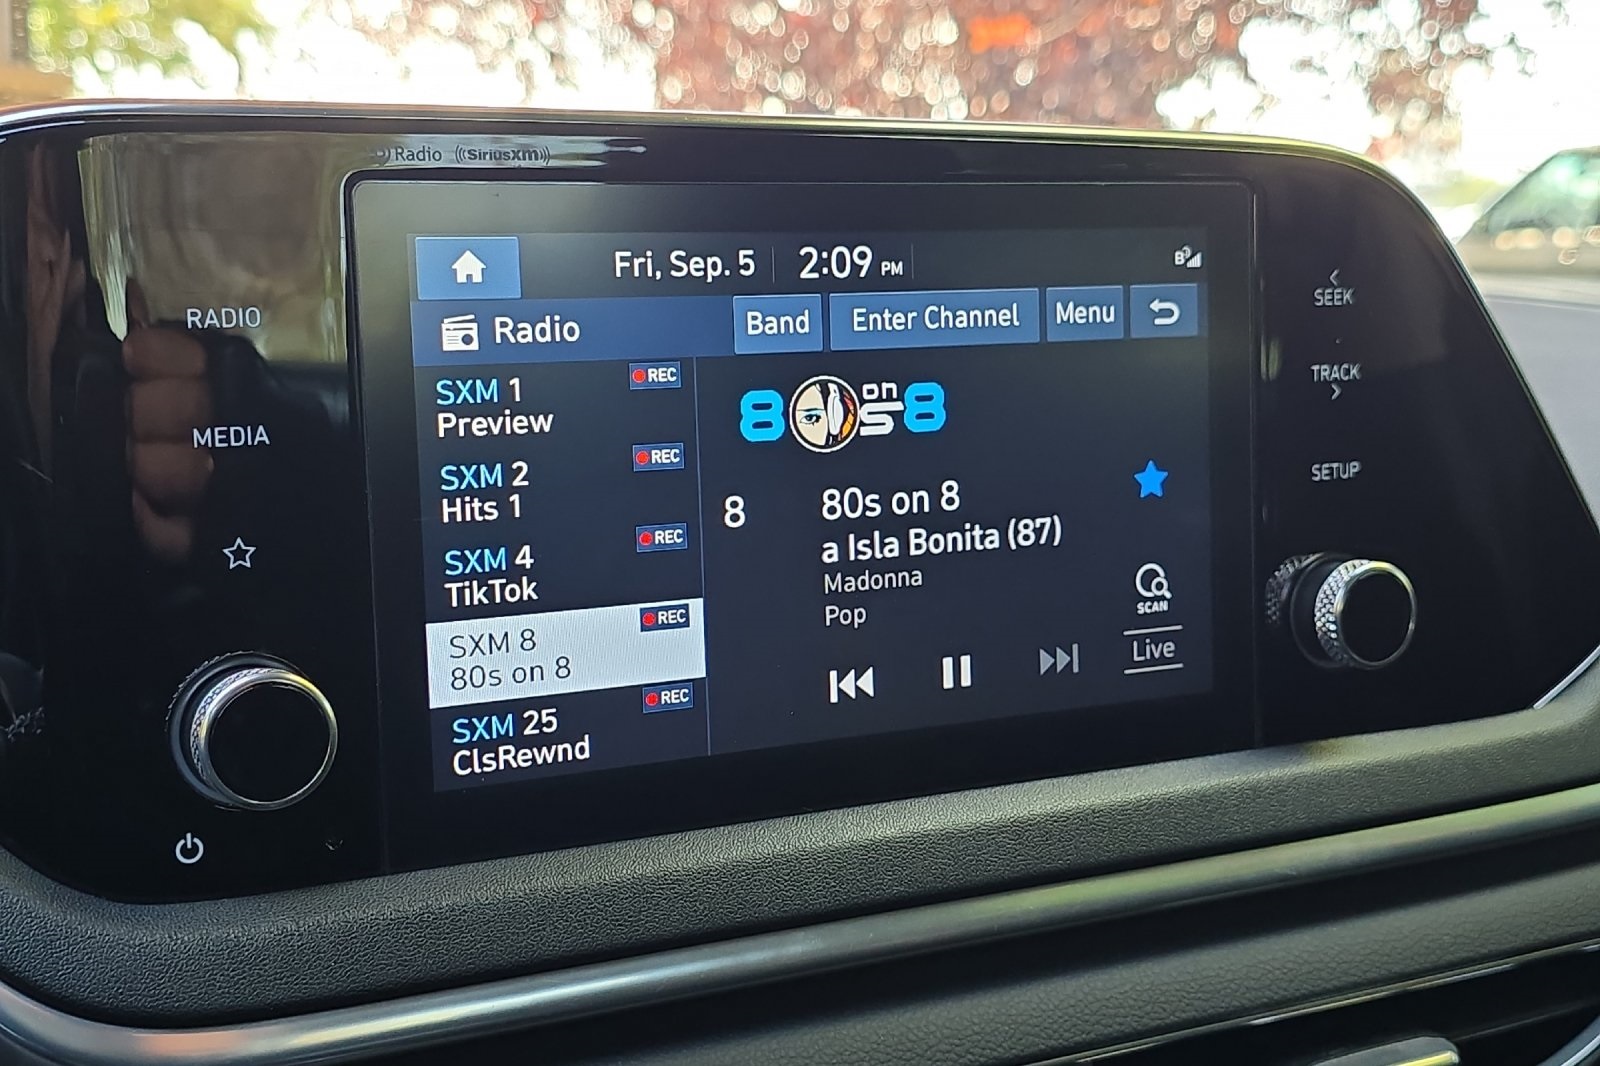 Radio ((SiriusXM))
Fri, Sep. 5 2:09 PM
B
Radio Band Enter Channel Menu
SXM 1 REC
Preview
SXM 2 REC
Hits 1
SXM 4 REC
TikTok
SXM 8 REC
80s on 8
SXM 25 REC
ClsRewnd
80s on 8
8
80s on 8
a Isla Bonita (87)
Madonna
Pop
SCAN
Live
RADIO
MEDIA
SEEK
TRACK
SETUP